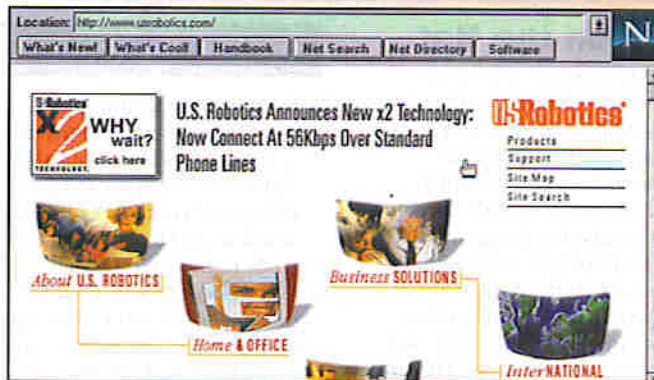 Location: http://www.usrobotics.com/
N
What's New! What's Cool! Handbook Net Search Net Directory Software
U.S. Robotics
x2
TECHNOLOGY
WHY
wait?
click here
U.S. Robotics Announces New x2 Technology:
Now Connect At 56Kbps Over Standard
Phone Lines
U.S. Robotics
Products
Support
Site Map
Site Search
About U.S. ROBOTICS
Business SOLUTIONS
Home & OFFICE
InterNATIONAL